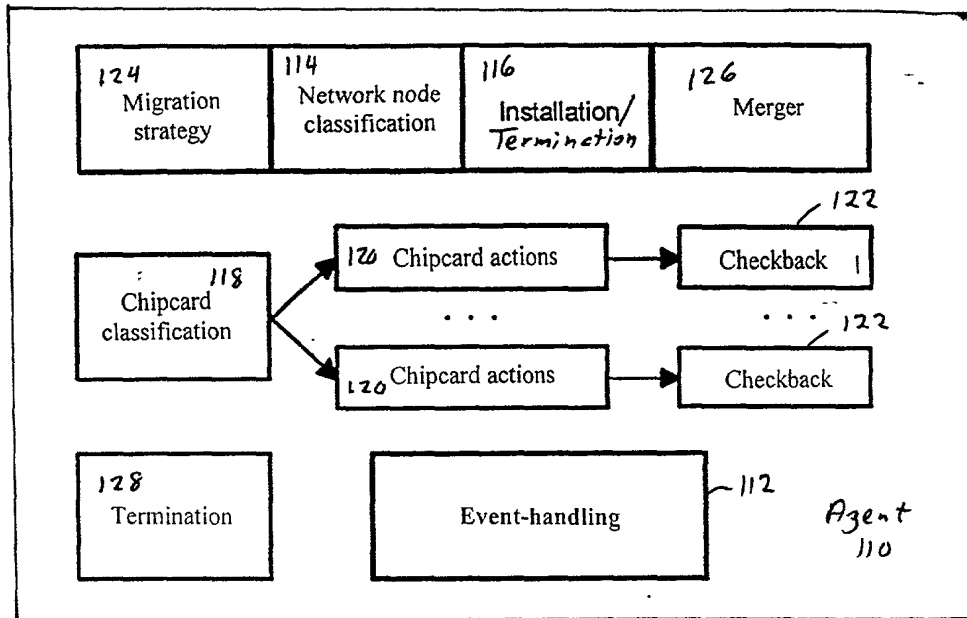 124
Migration
strategy
114
Network node
classification
116
Installation/
Termination
126
Merger
122
118
Chipcard
classification
120 Chipcard actions
Checkback 1
. . .
. . .
122
120 Chipcard actions
Checkback
128
Termination
Event-handling
112
Agent
110